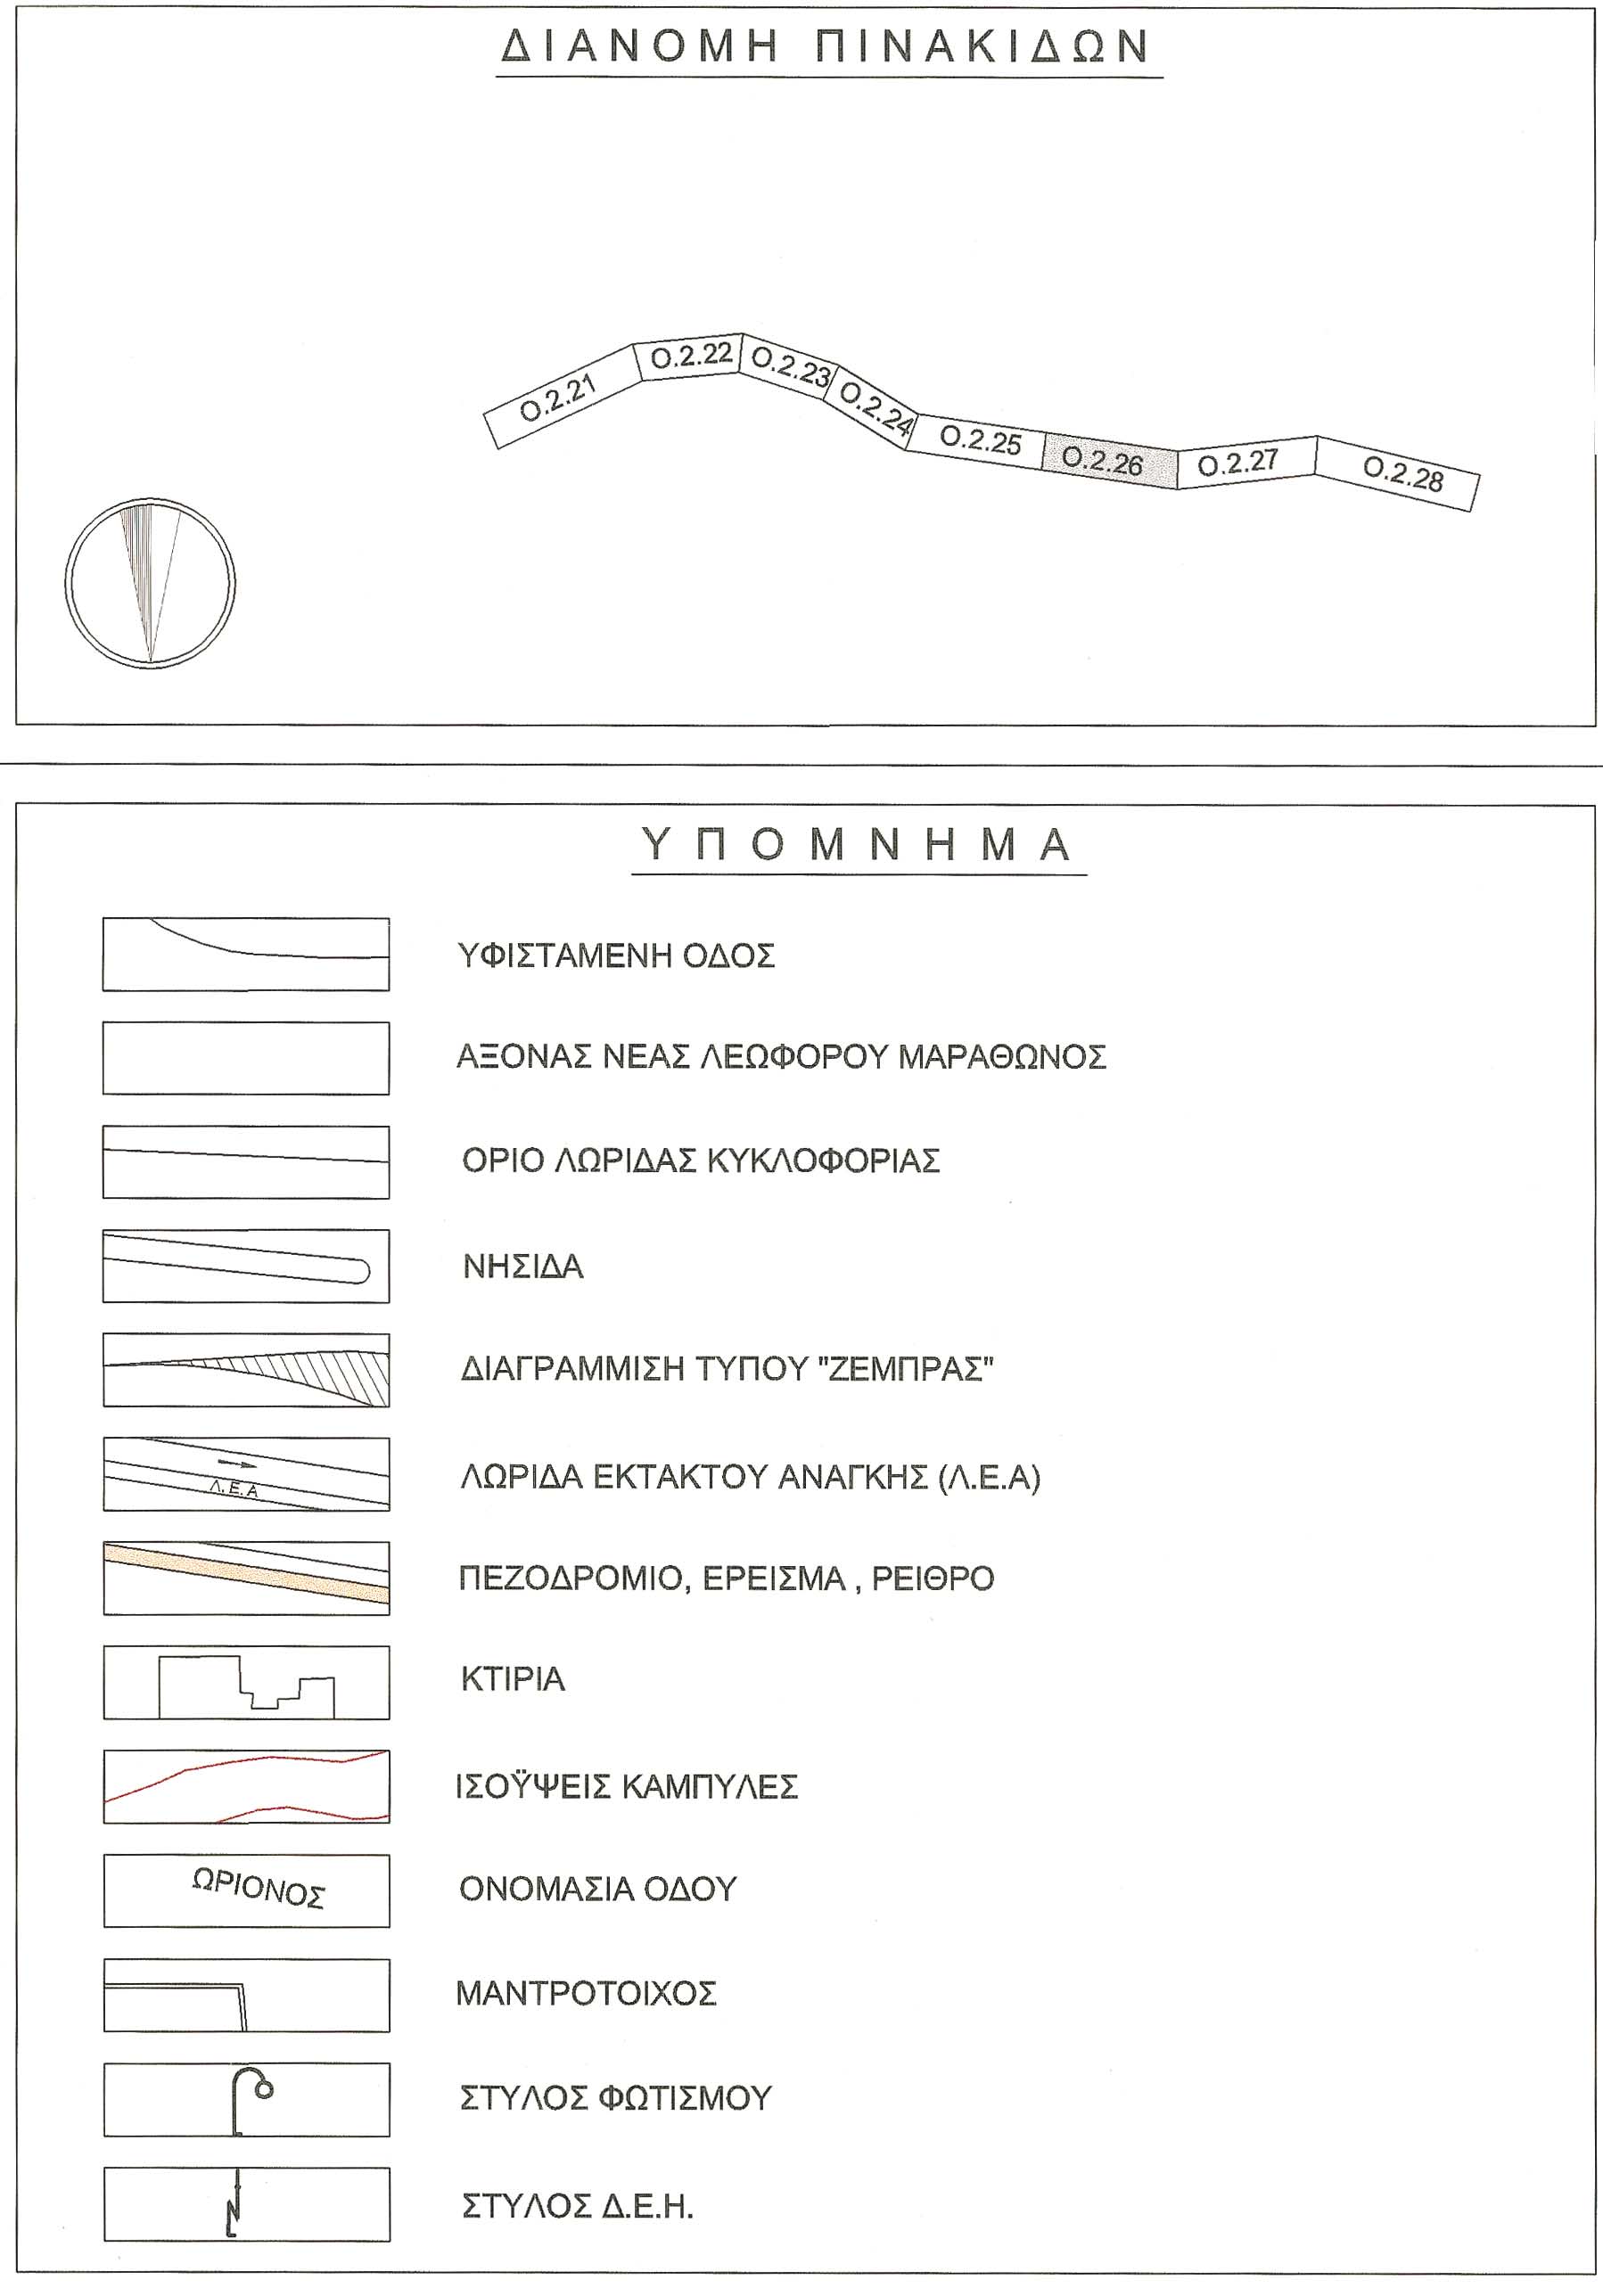 ΔΙΑΝΟΜΗ ΠΙΝΑΚΙΔΩΝ
Ο.2.21
Ο.2.22
Ο.2.23
Ο.2.24
Ο.2.25
Ο.2.26
Ο.2.27
Ο.2.28
ΥΠΟΜΝΗΜΑ
ΥΦΙΣΤΑΜΕΝΗ ΟΔΟΣ
ΑΞΟΝΑΣ ΝΕΑΣ ΛΕΩΦΟΡΟΥ ΜΑΡΑΘΩΝΟΣ
ΟΡΙΟ ΛΩΡΙΔΑΣ ΚΥΚΛΟΦΟΡΙΑΣ
ΝΗΣΙΔΑ
ΔΙΑΓΡΑΜΜΙΣΗ ΤΥΠΟΥ "ΖΕΜΠΡΑΣ"
Λ.Ε.Α
ΛΩΡΙΔΑ ΕΚΤΑΚΤΟΥ ΑΝΑΓΚΗΣ (Λ.Ε.Α)
ΠΕΖΟΔΡΟΜΙΟ, ΕΡΕΙΣΜΑ , ΡΕΙΘΡΟ
ΚΤΙΡΙΑ
ΙΣΟΫΨΕΙΣ ΚΑΜΠΥΛΕΣ
ΩΡΙΟΝΟΣ
ΟΝΟΜΑΣΙΑ ΟΔΟΥ
ΜΑΝΤΡΟΤΟΙΧΟΣ
ΣΤΥΛΟΣ ΦΩΤΙΣΜΟΥ
ΣΤΥΛΟΣ Δ.Ε.Η.